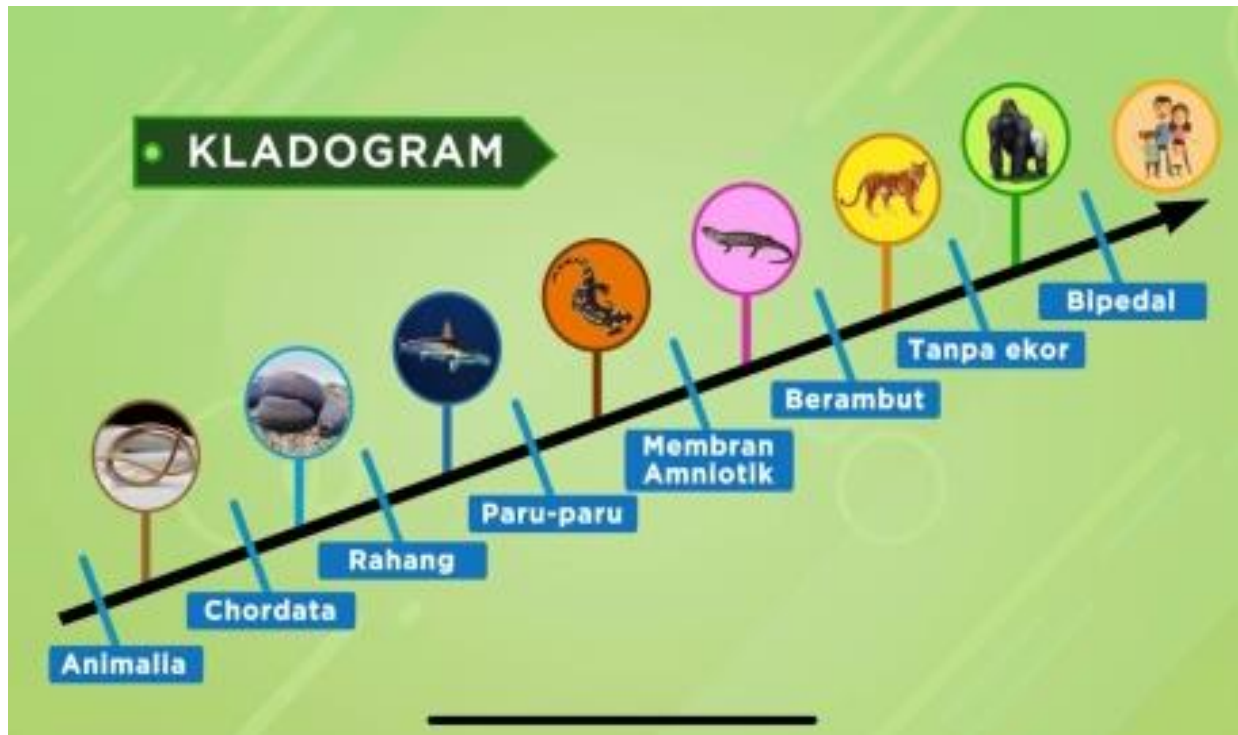 KLADOGRAM
Bipedal
Tanpa ekor
Berambut
Membran
Amniotik
Paru-paru
Rahang
Chordata
Animalia